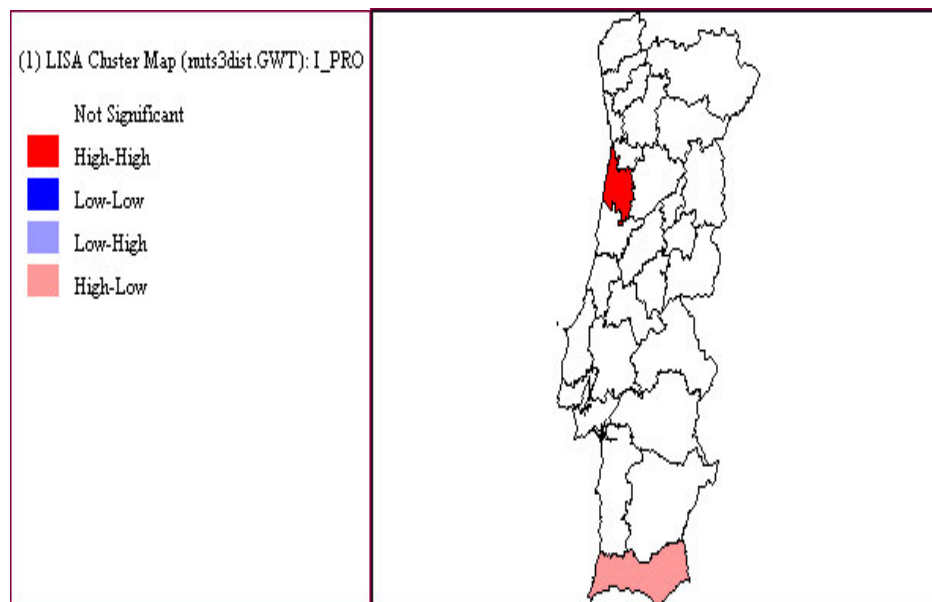 (1) LISA Cluster Map (nuts3dist.GWT): I_PRO
Not Significant
High-High
Low-Low
Low-High
High-Low